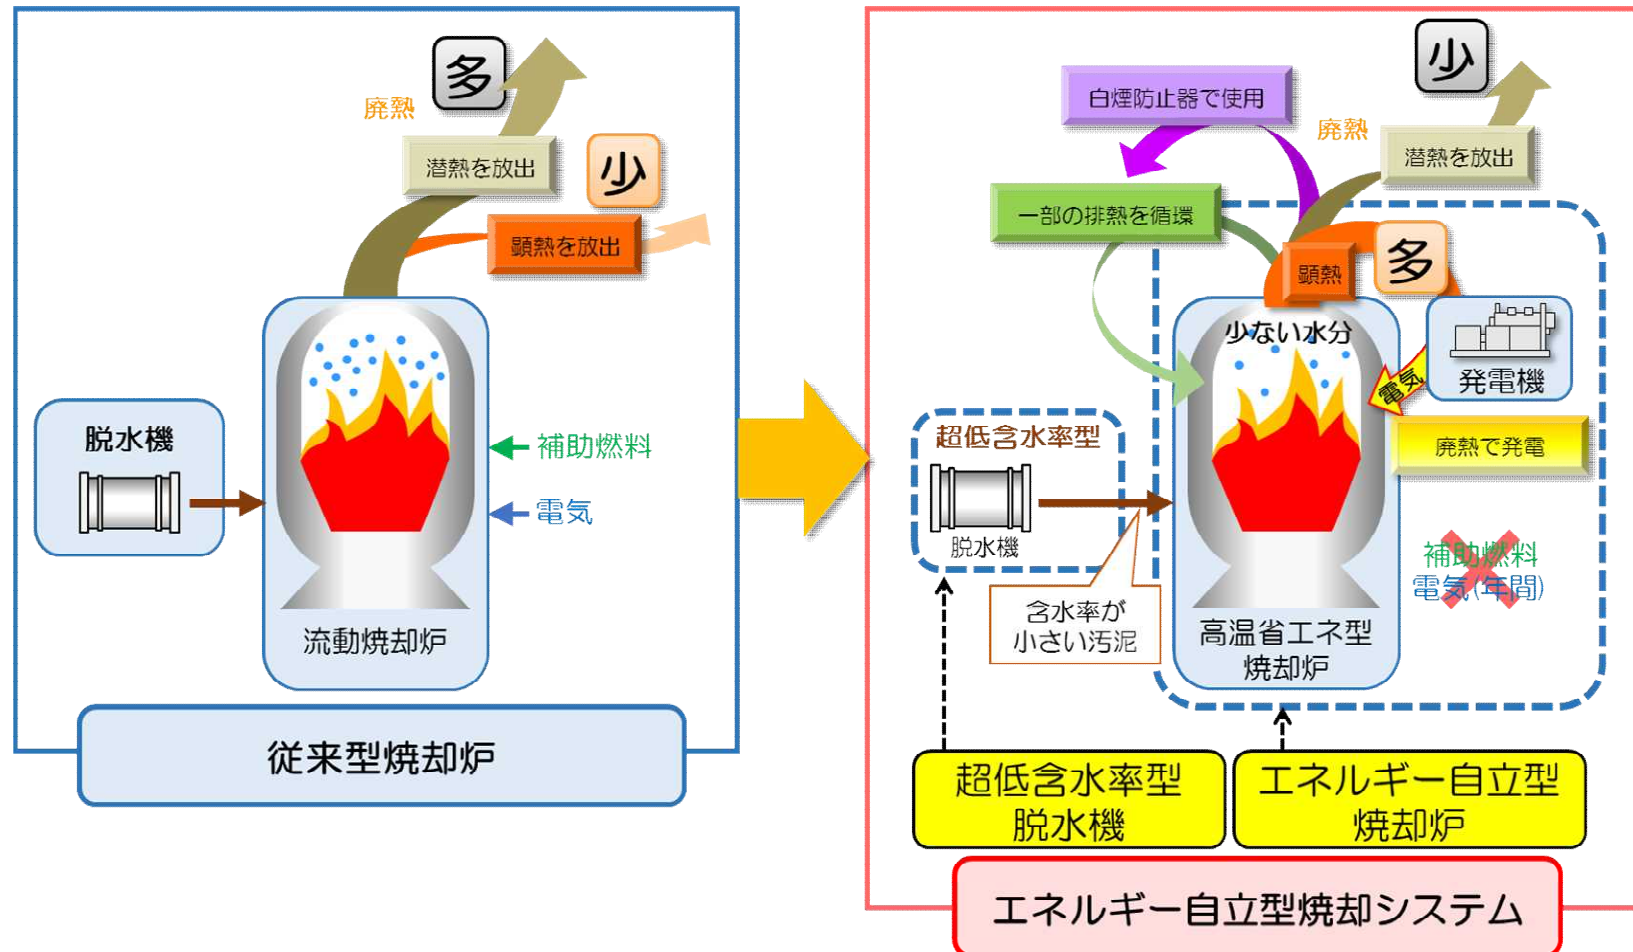 多
廃熱
潜熱を放出
少
顕熱を放出
脱水機
補助燃料
電気
流動焼却炉
従来型焼却炉
少
白煙防止器で使用
廃熱
潜熱を放出
一部の排熱を循環
顕熱
多
少ない水分
発電機
電気
廃熱で発電
超低含水率型
脱水機
含水率が
小さい汚泥
補助燃料
電気(年間)
高温省エネ型
焼却炉
超低含水率型
脱水機
エネルギー自立型
焼却炉
エネルギー自立型焼却システム